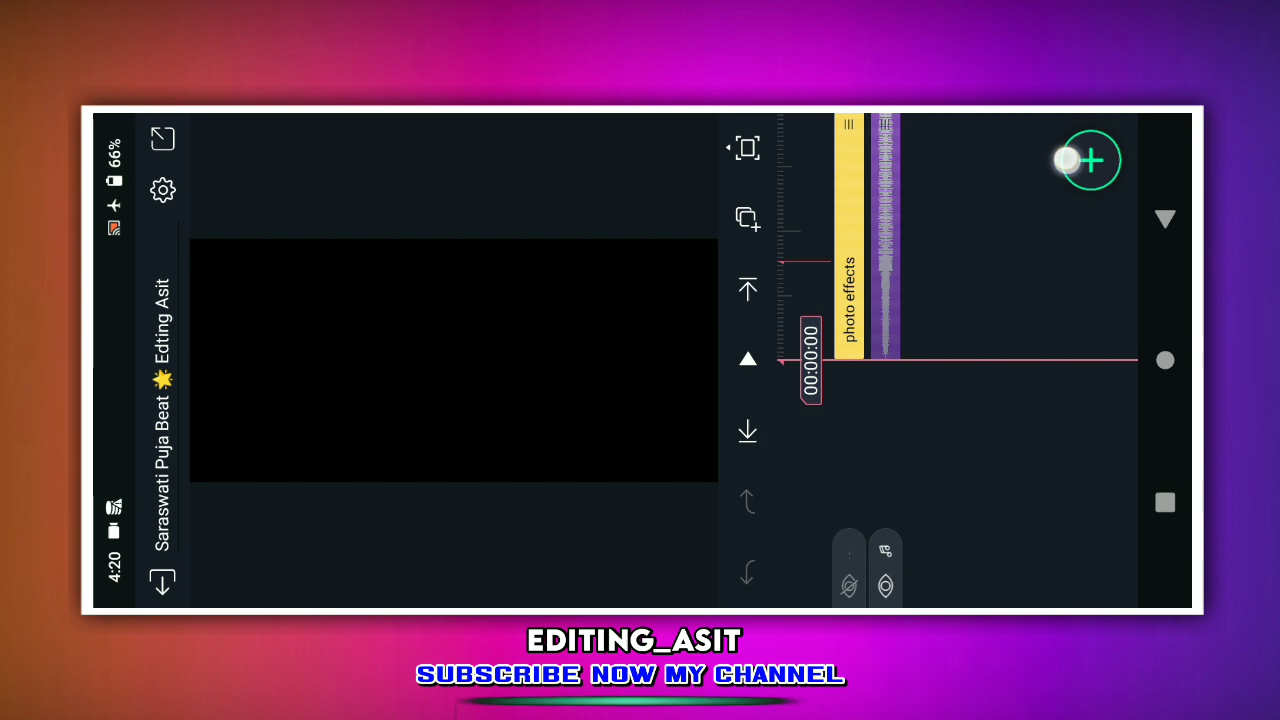 4:20
66%
Saraswati Puja Beat 🌟 Edting Asit
00:00:00
photo effects
EDITING_ASIT
SUBSCRIBE NOW MY CHANNEL